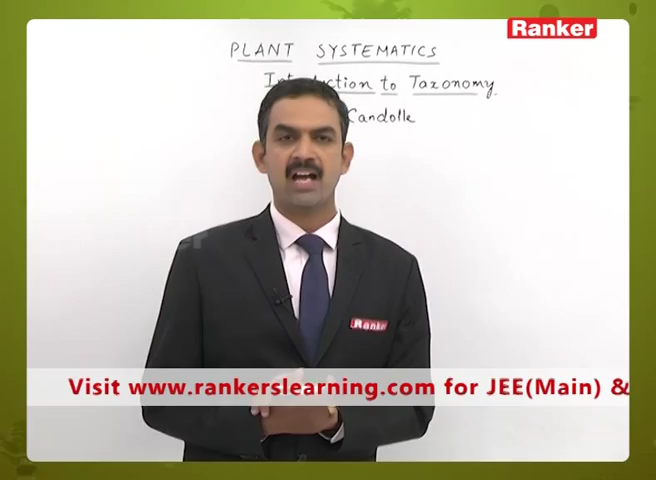 Ranker
PLANT SYSTEMATICS
to Taxonomy
Candolle
Ranker
Visit www.rankerslearning.com for JEE(Main) &